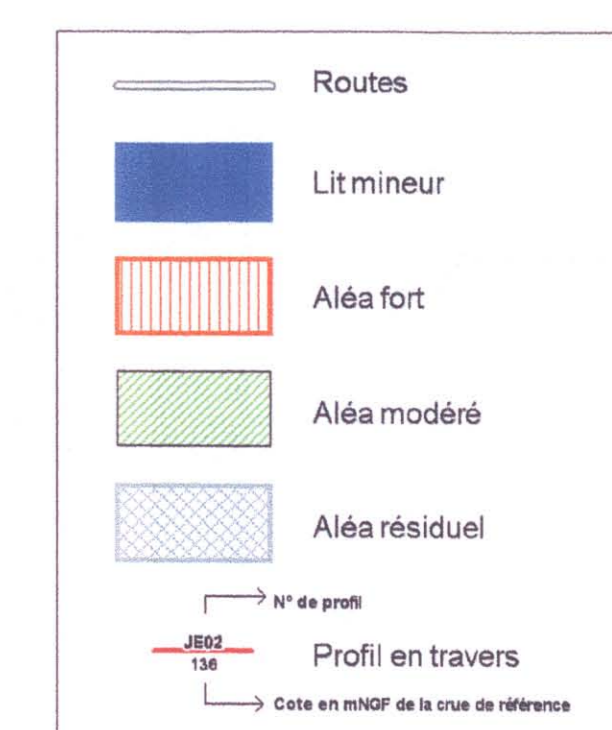 Routes
Lit mineur
Aléa fort
Aléa modéré
Aléa résiduel
N° de profil
JE02
136
Profil en travers
Cote en mNGF de la crue de référence